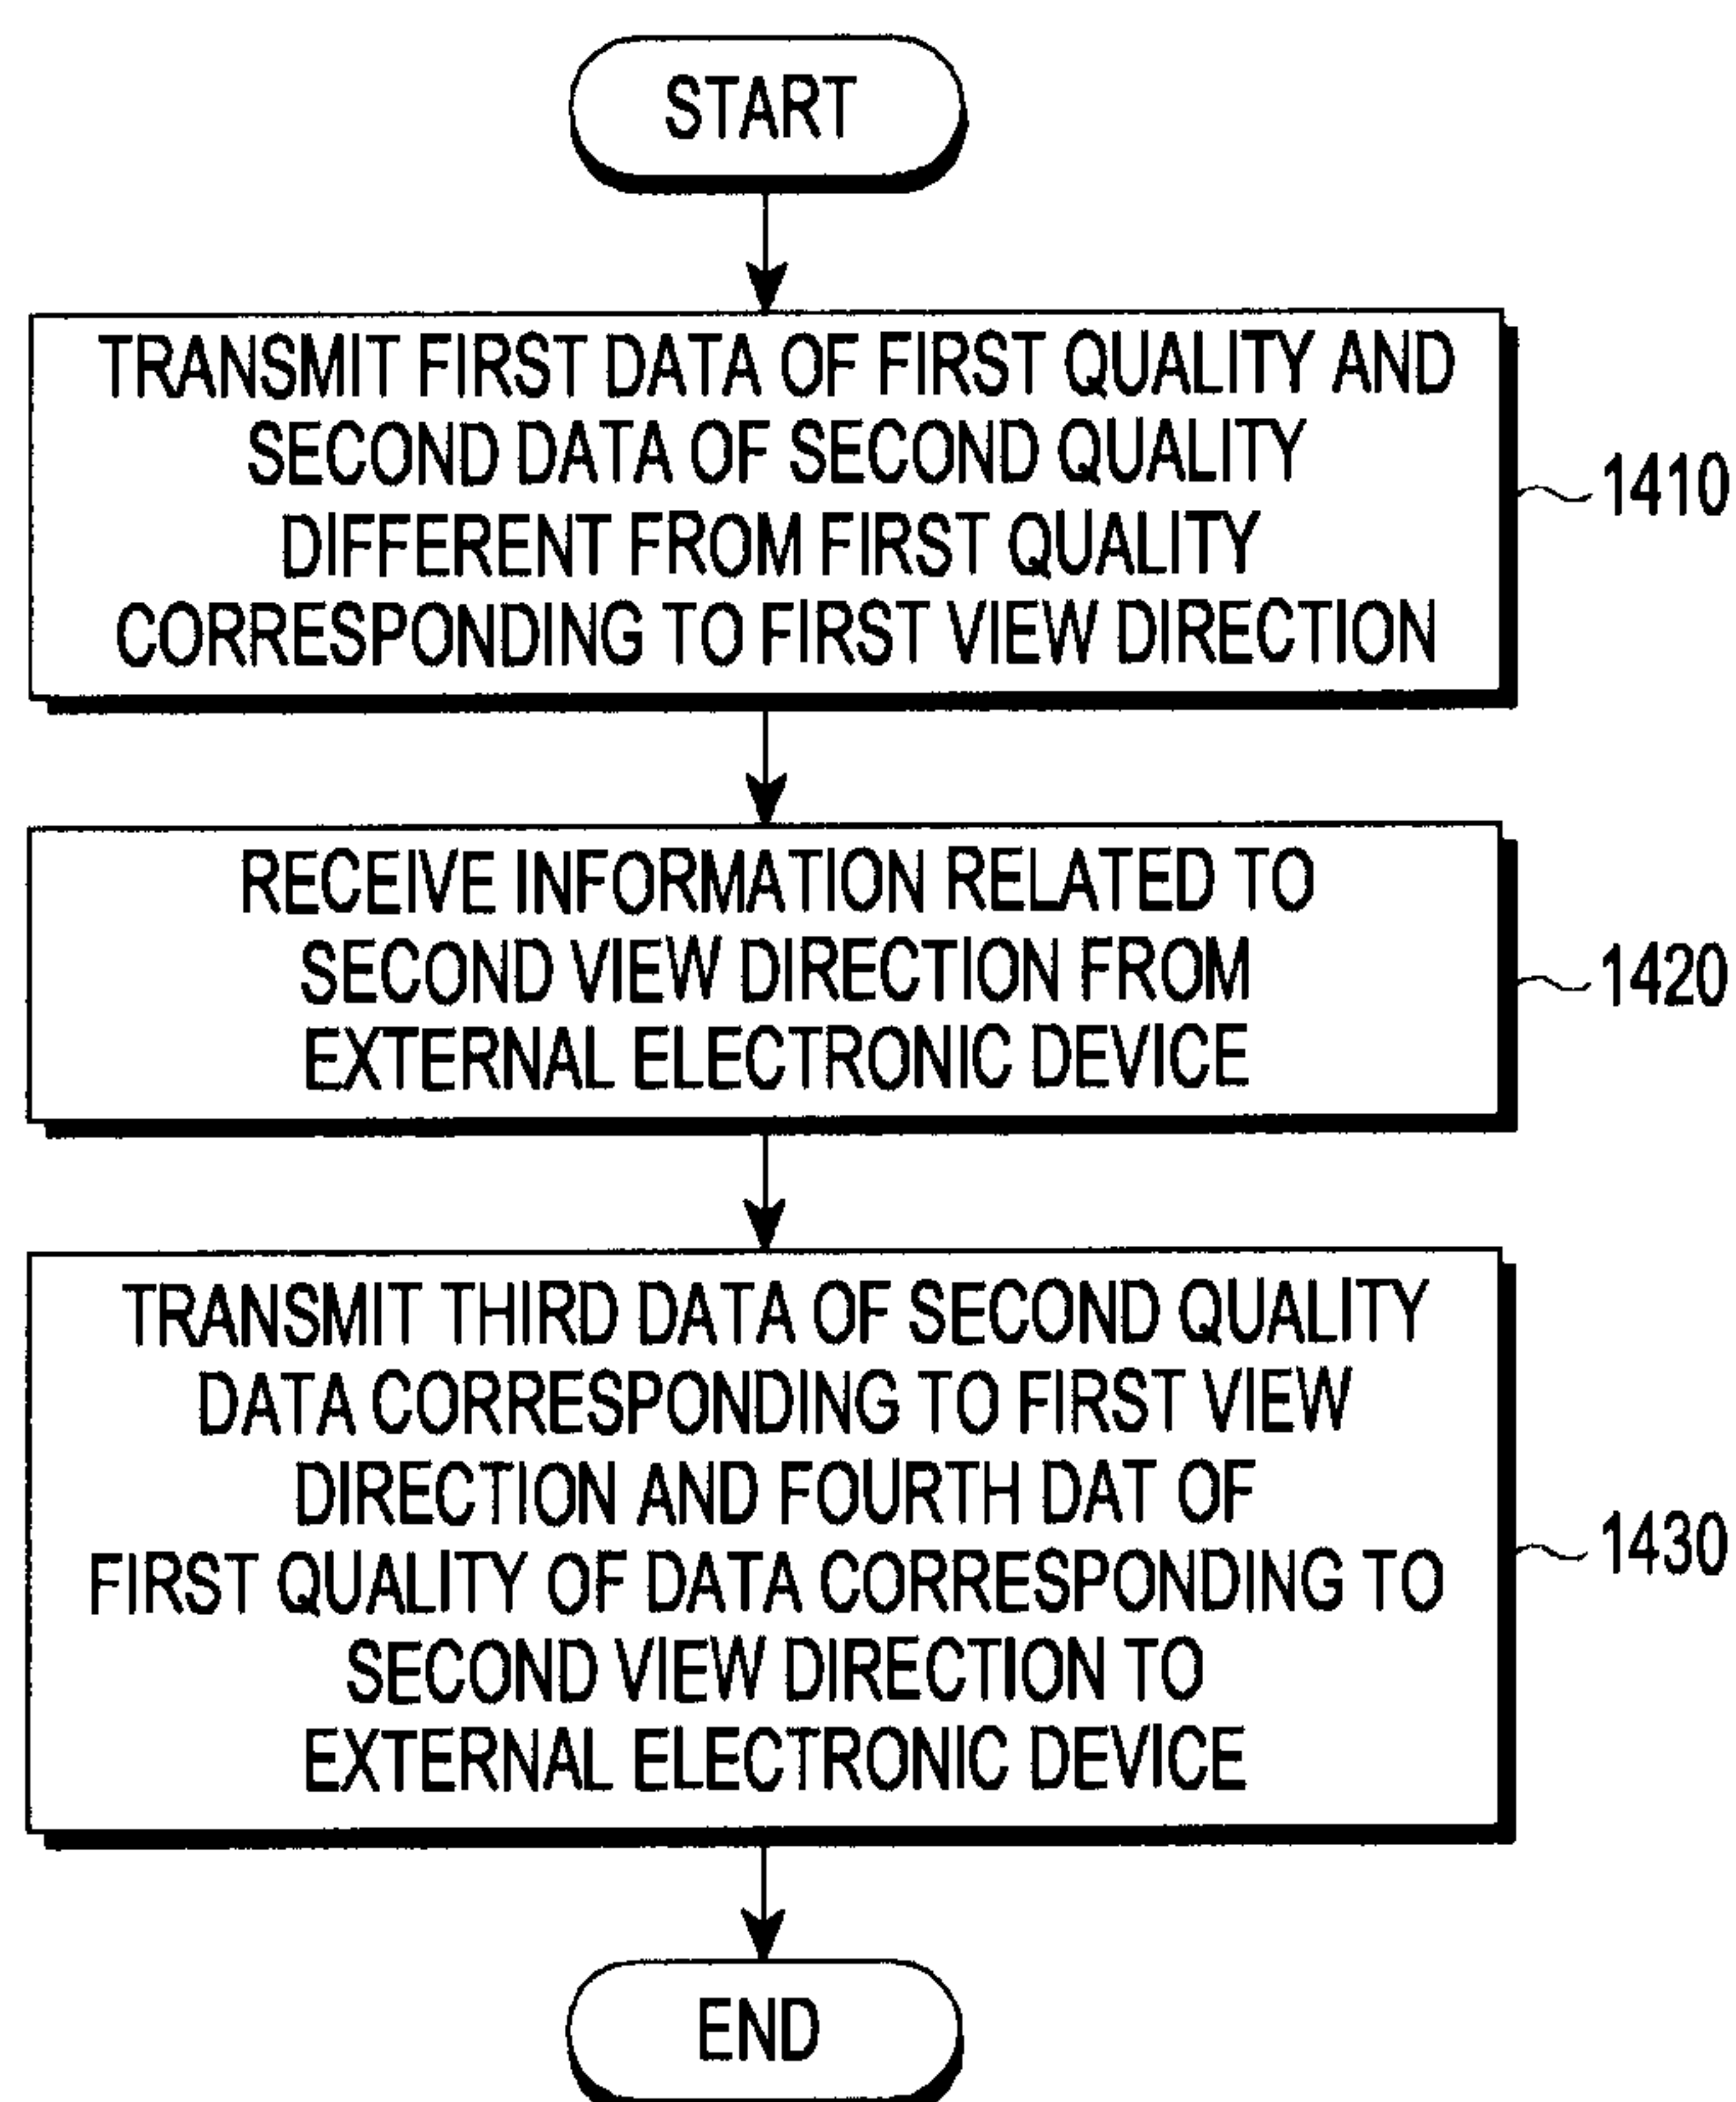 START
TRANSMIT FIRST DATA OF FIRST QUALITY AND
SECOND DATA OF SECOND QUALITY
DIFFERENT FROM FIRST QUALITY
CORRESPONDING TO FIRST VIEW DIRECTION
1410
RECEIVE INFORMATION RELATED TO
SECOND VIEW DIRECTION FROM
EXTERNAL ELECTRONIC DEVICE
1420
TRANSMIT THIRD DATA OF SECOND QUALITY
DATA CORRESPONDING TO FIRST VIEW
DIRECTION AND FOURTH DAT OF
FIRST QUALITY OF DATA CORRESPONDING TO
SECOND VIEW DIRECTION TO
EXTERNAL ELECTRONIC DEVICE
1430
END